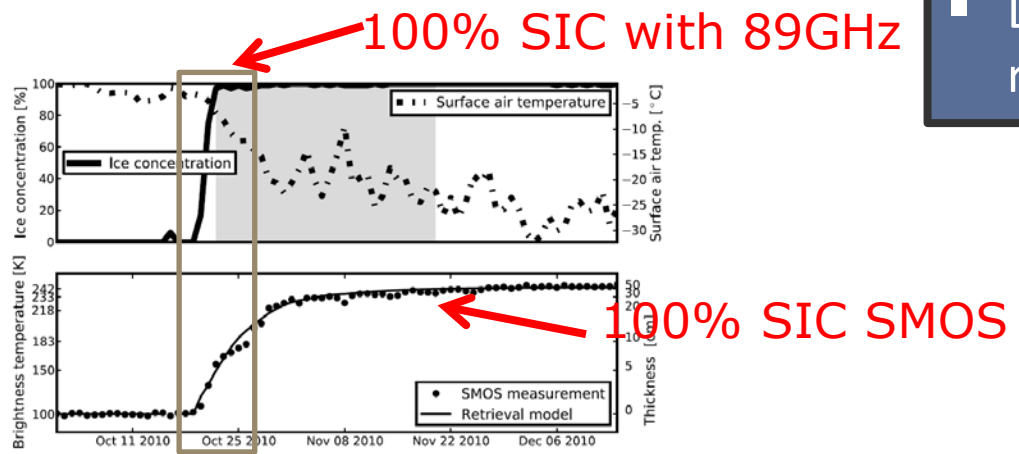 100% SIC with 89GHz
Ice concentration [%]
100
80
60
40
20
0
Surface air temperature
Ice concentration
−5
−10
−15
−20
−25
−30
Surface air temp. [°C]
Brightness temperature [K]
242
233
218
183
150
100
50
30
20
10
5
0
Thickness [cm]
100% SIC SMOS
SMOS measurement
Retrieval model
Oct 11 2010
Oct 25 2010
Nov 08 2010
Nov 22 2010
Dec 06 2010